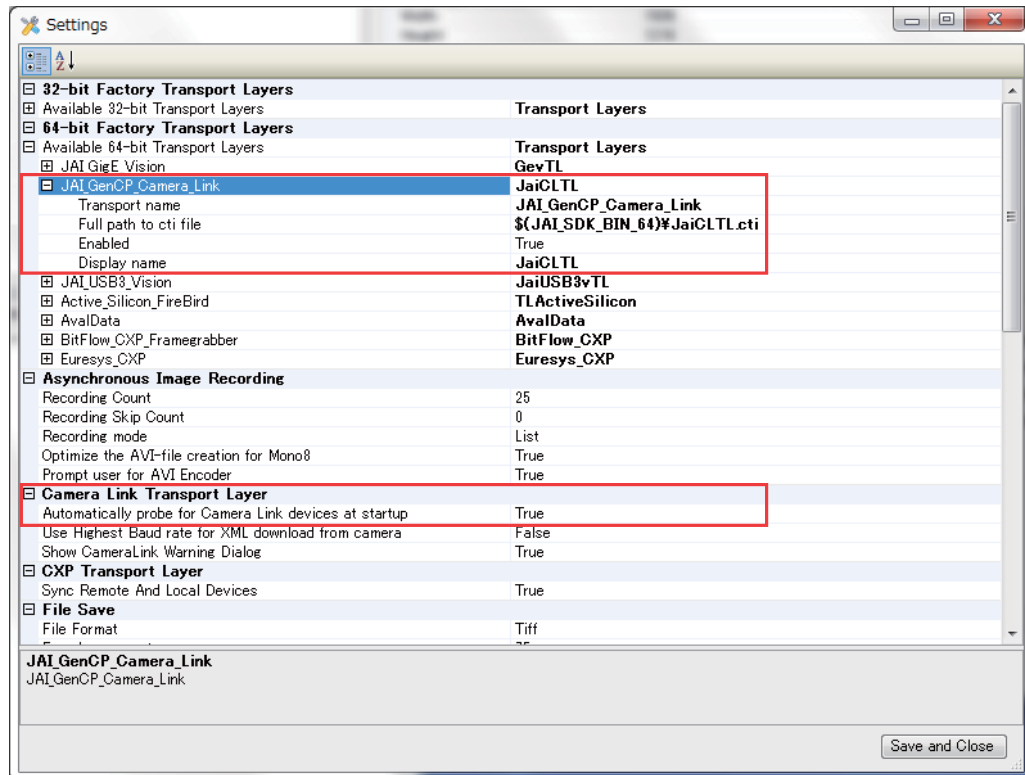 Settings
32-bit Factory Transport Layers
Available 32-bit Transport Layers Transport Layers
64-bit Factory Transport Layers
Available 64-bit Transport Layers Transport Layers
JAI GigE Vision GevTL
JAI_GenCP_Camera_Link JaiCLTL
Transport name JAI_GenCP_Camera_Link
Full path to cti file $(JAI_SDK_BIN_64)¥JaiCLTL.cti
Enabled True
Display name JaiCLTL
JAI_USB3_Vision JaiUSB3vTL
Active_Silicon_FireBird TLActiveSilicon
AvalData AvalData
BitFlow_CXP_Framegrabber BitFlow_CXP
Euresys_CXP Euresys_CXP
Asynchronous Image Recording
Recording Count 25
Recording Skip Count 0
Recording mode List
Optimize the AVI-file creation for Mono8 True
Prompt user for AVI Encoder True
Camera Link Transport Layer
Automatically probe for Camera Link devices at startup True
Use Highest Baud rate for XML download from camera False
Show CameraLink Warning Dialog True
CXP Transport Layer
Sync Remote And Local Devices True
File Save
File Format Tiff
JAI_GenCP_Camera_Link
JAI_GenCP_Camera_Link
Save and Close